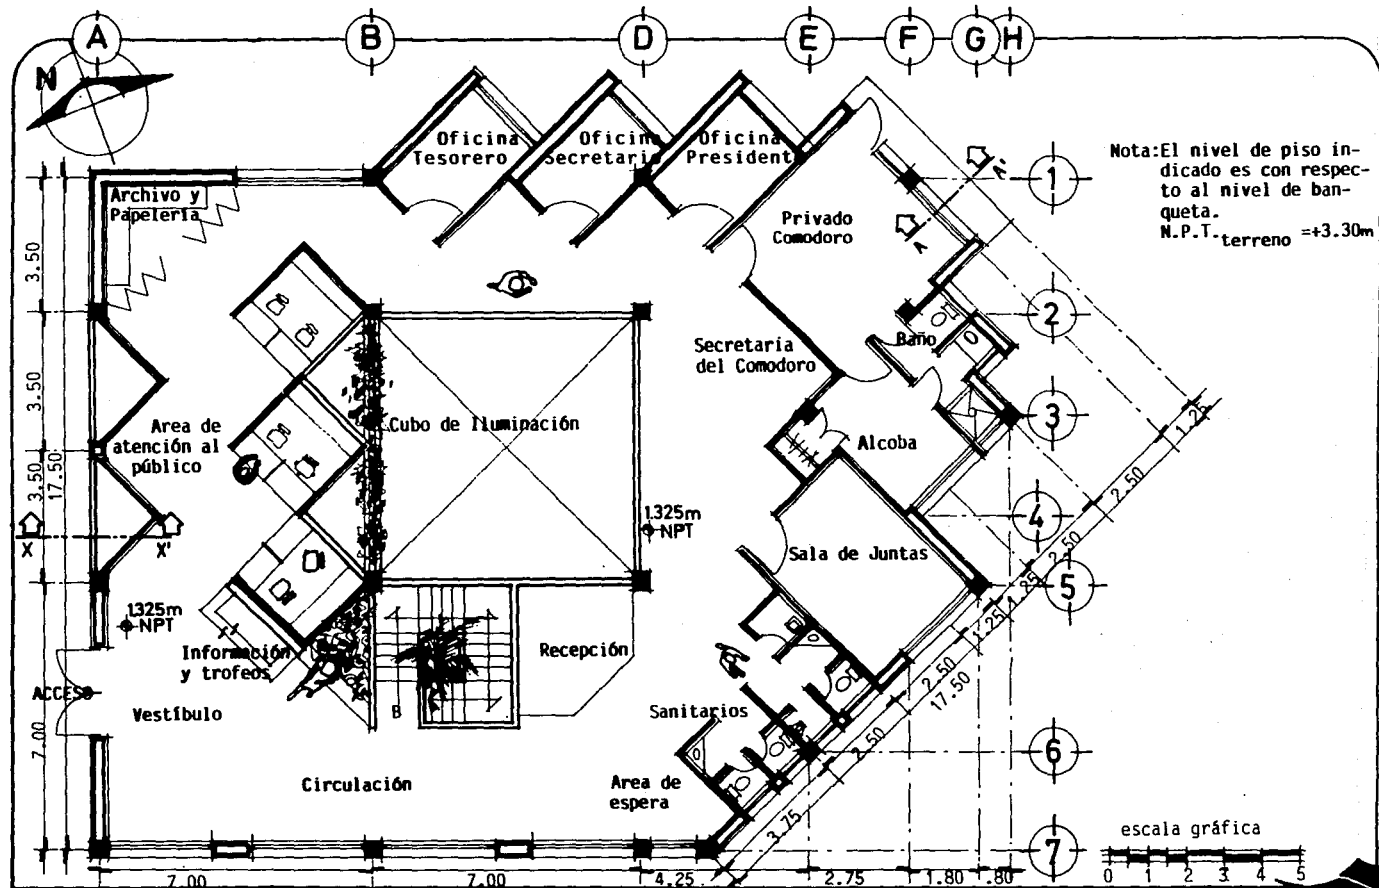 A
B
D
E
F
G
H
N
Oficina
Tesorero
Oficina
Secretario
Oficina
Presidente
Nota:El nivel de piso in-
dicado es con respec-
to al nivel de ban-
queta.
N.P.T.terreno =+3.30m
1
A'
A
Archivo y
Papelería
Privado
Comodoro
3.50
2
Baño
Secretaria
del Comodoro
3.50
3
1.25
Area de
atención al
público
Cubo de Iluminación
Alcoba
2.50
3.50
17.50
4
1.325m
NPT
X
X'
Sala de Juntas
2.50
5
1.25
1.325m
NPT
1.25
Información
y trofeos
Recepción
2.50
17.50
ACCESO
Vestíbulo
B
Sanitarios
7.00
2.50
6
Circulación
Area de
espera
3.75
escala gráfica
7
0 1 2 3 4 5
7.00
7.00
4.25
2.75
1.80
.80